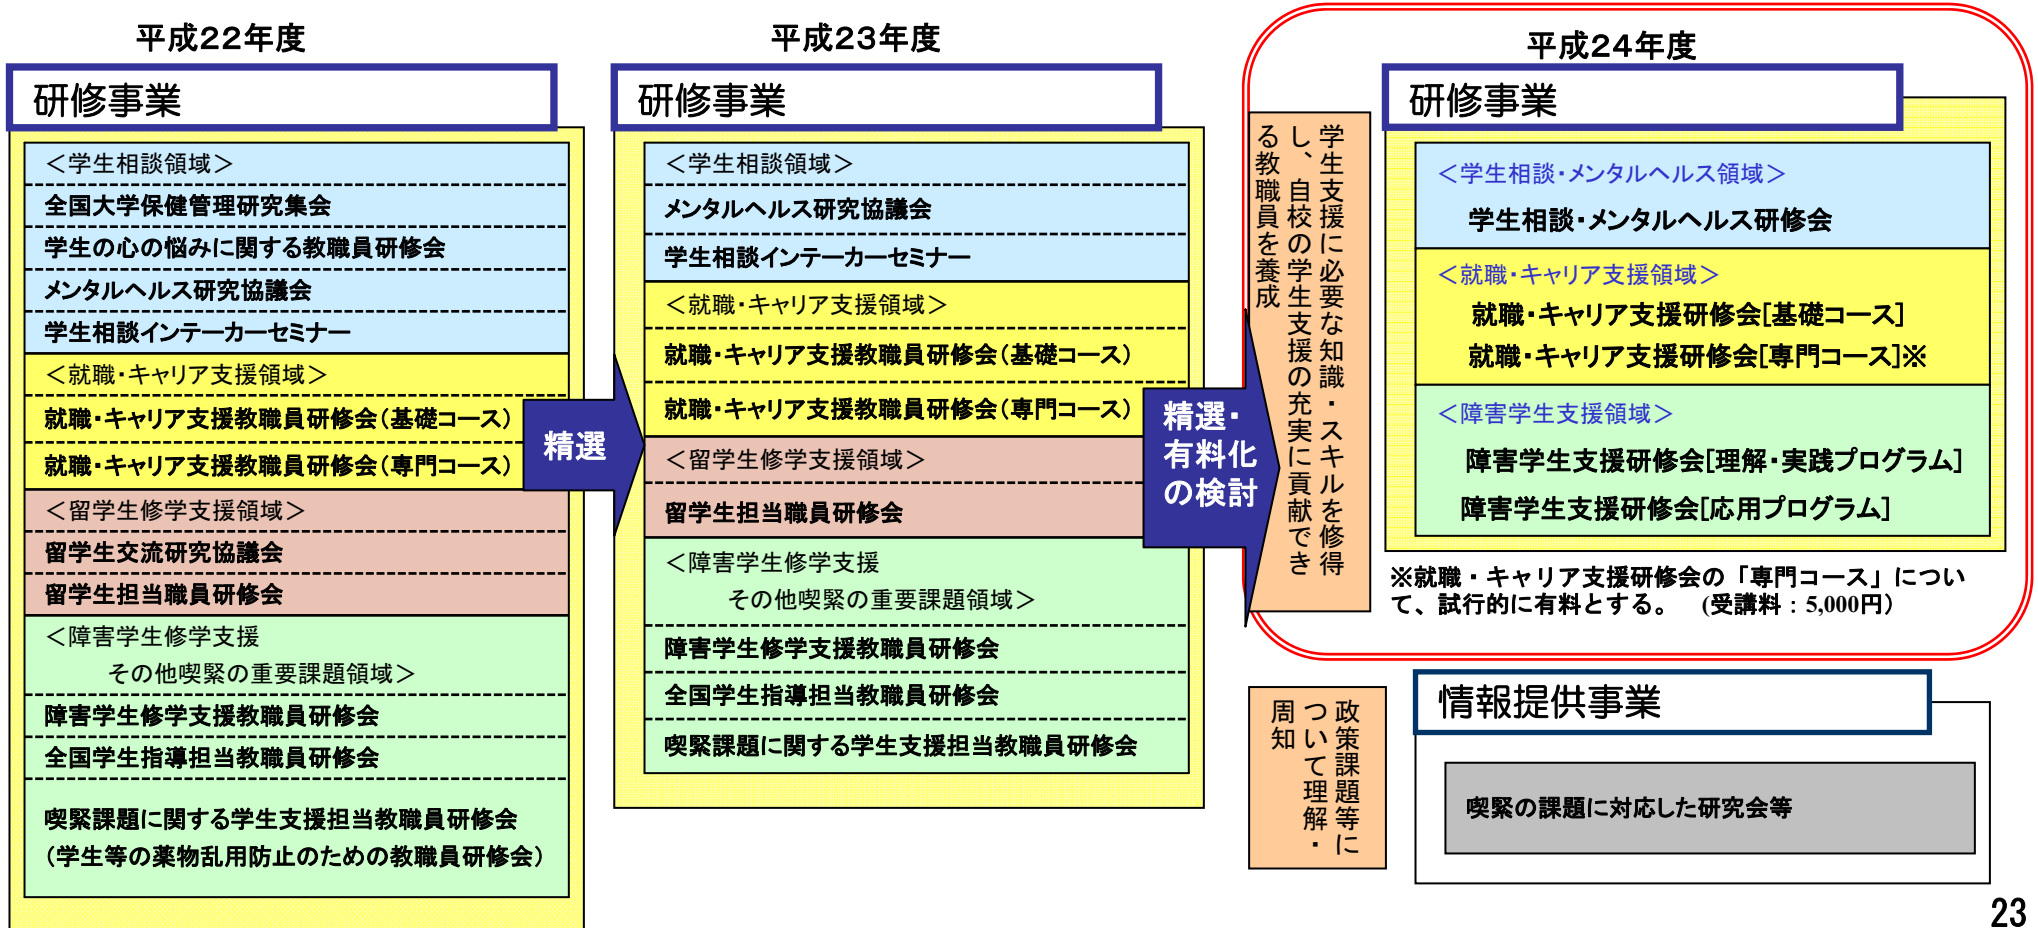 平成22年度
研修事業
＜学生相談領域＞
全国大学保健管理研究集会
学生の心の悩みに関する教職員研修会
メンタルヘルス研究協議会
学生相談インテーカーセミナー
＜就職・キャリア支援領域＞
就職・キャリア支援教職員研修会（基礎コース）
就職・キャリア支援教職員研修会（専門コース）
＜留学生修学支援領域＞
留学生交流研究協議会
留学生担当職員研修会
＜障害学生修学支援
その他喫緊の重要課題領域＞
障害学生修学支援教職員研修会
全国学生指導担当教職員研修会
喫緊課題に関する学生支援担当教職員研修会
（学生等の薬物乱用防止のための教職員研修会）
精選
平成23年度
研修事業
＜学生相談領域＞
メンタルヘルス研究協議会
学生相談インテーカーセミナー
＜就職・キャリア支援領域＞
就職・キャリア支援教職員研修会（基礎コース）
就職・キャリア支援教職員研修会（専門コース）
＜留学生修学支援領域＞
留学生担当職員研修会
＜障害学生修学支援
その他喫緊の重要課題領域＞
障害学生修学支援教職員研修会
全国学生指導担当教職員研修会
喫緊課題に関する学生支援担当教職員研修会
精選・
有料化
の検討
平成24年度
学生支援に必要な知識・スキルを修得
し、自校の学生支援の充実に貢献でき
る教職員を養成
研修事業
＜学生相談・メンタルヘルス領域＞
学生相談・メンタルヘルス研修会
＜就職・キャリア支援領域＞
就職・キャリア支援研修会[基礎コース]
就職・キャリア支援研修会[専門コース]※
＜障害学生支援領域＞
障害学生支援研修会[理解・実践プログラム]
障害学生支援研修会[応用プログラム]
※就職・キャリア支援研修会の「専門コース」につい
て、試行的に有料とする。　(受講料：5,000円）
政策課題等に
ついて理解・
周知
情報提供事業
喫緊の課題に対応した研究会等
23